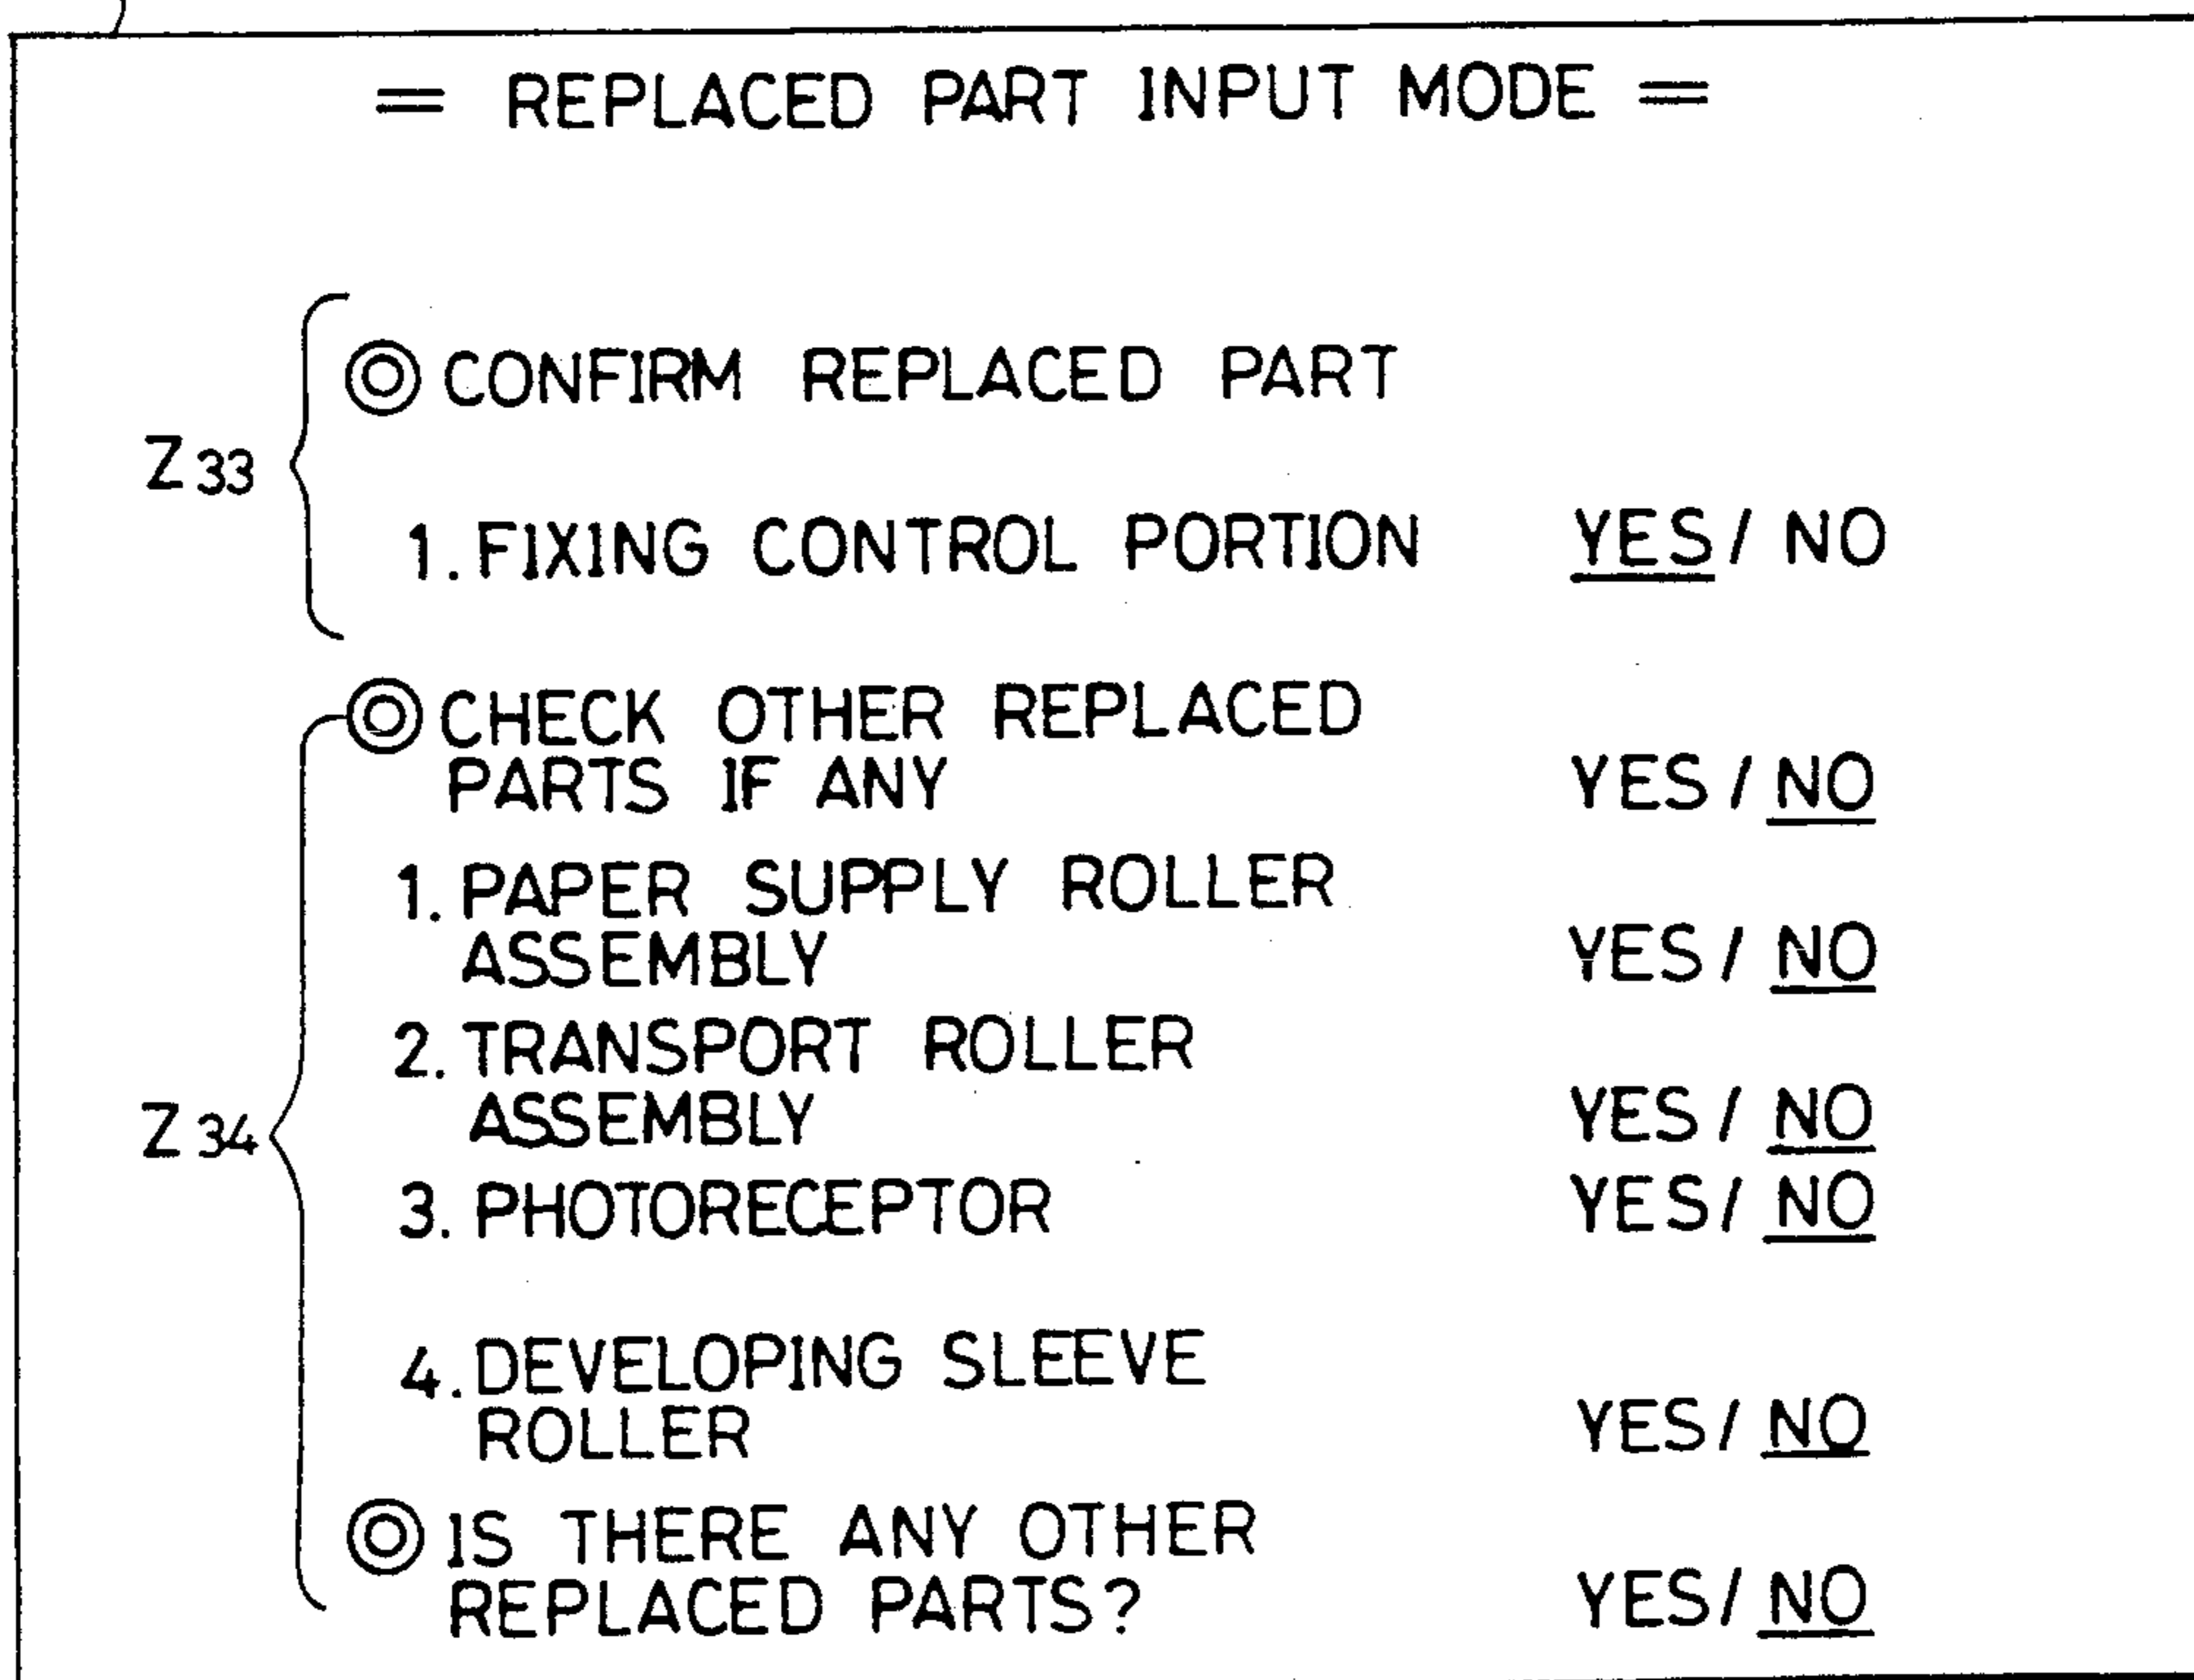 = REPLACED PART INPUT MODE =
◎ CONFIRM REPLACED PART
Z33
1. FIXING CONTROL PORTION YES / NO
◎ CHECK OTHER REPLACED
PARTS IF ANY YES / NO
1. PAPER SUPPLY ROLLER
ASSEMBLY YES / NO
2. TRANSPORT ROLLER
Z34 ASSEMBLY YES / NO
3. PHOTORECEPTOR YES / NO
4. DEVELOPING SLEEVE
ROLLER YES / NO
◎ IS THERE ANY OTHER
REPLACED PARTS? YES / NO